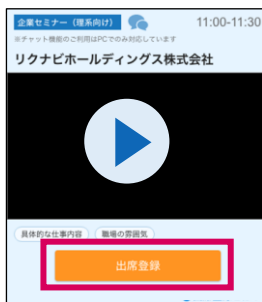 企業セミナー（理系向け） 11:00-11:30
※チャット機能のご利用はPCでのみ対応しています
リクナビホールディングス株式会社
具体的な仕事内容 職場の雰囲気
出席登録